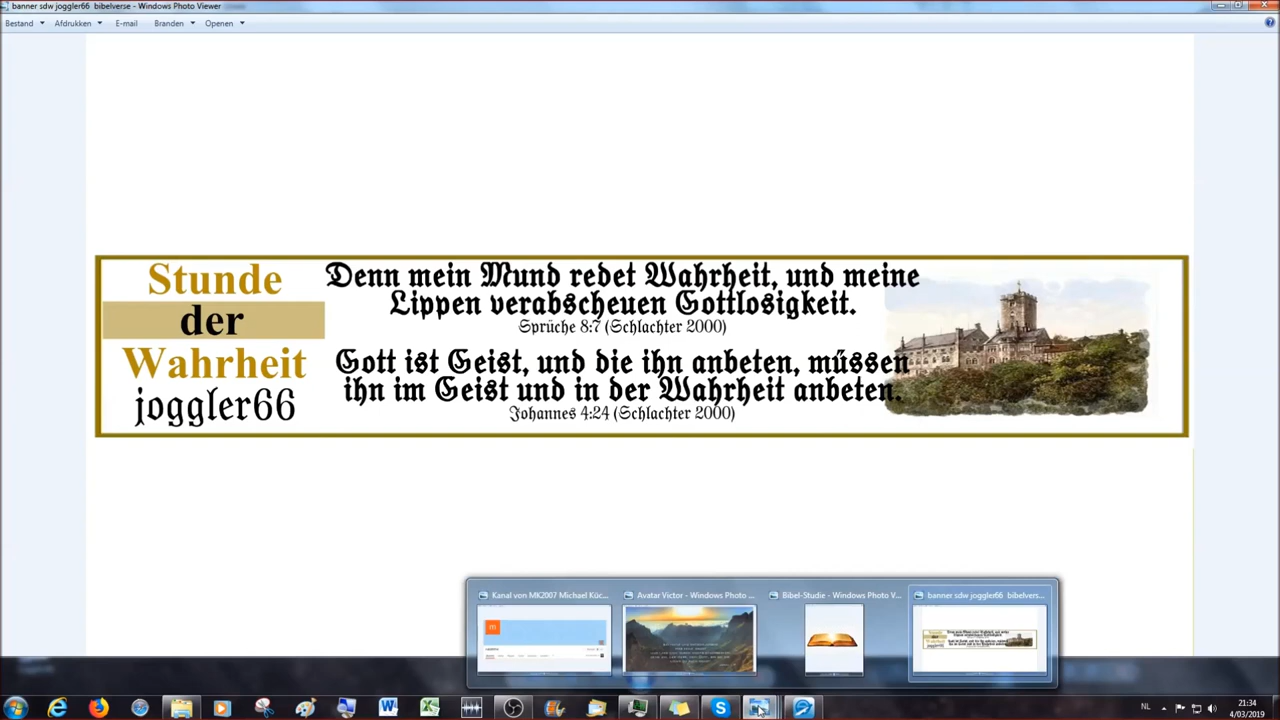 banner sdw joggler66 bibelverse - Windows Photo Viewer
Bestand Afdrukken E-mail Branden Openen
Stunde
der
Wahrheit
joggler66
Denn mein Mund redet Wahrheit, und meine
Lippen verabscheuen Gottlosigkeit.
Sprüche 8:7 (Schlachter 2000)
Gott ist Geist, und die ihn anbeten, müssen
ihn im Geist und in der Wahrheit anbeten.
Johannes 4:24 (Schlachter 2000)
Kanal von MK2007 Michael Küc...
Avatar Victor - Windows Photo ...
Bibel-Studie - Windows Photo V...
banner sdw joggler66 bibelvers...
NL
21:34
4/03/2019